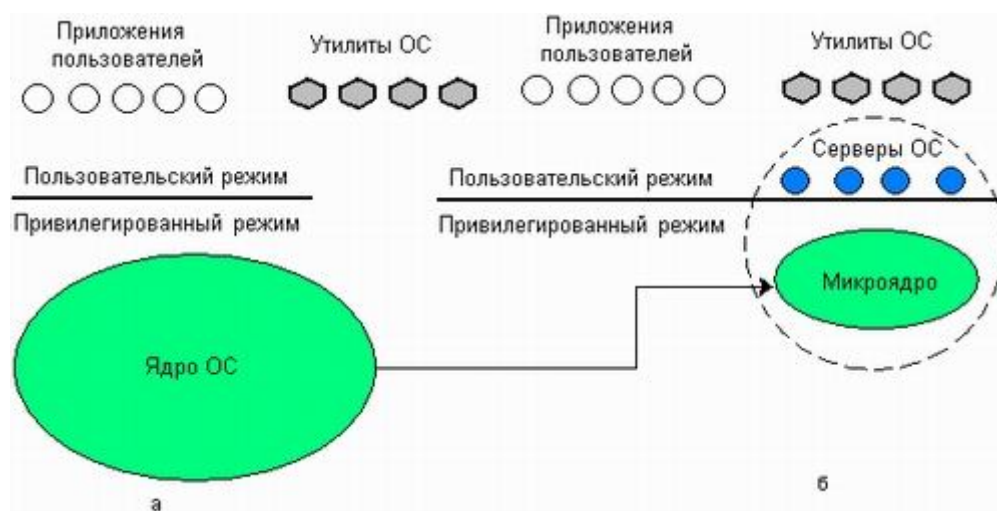 Приложения
пользователей
Утилиты ОС
Приложения
пользователей
Утилиты ОС
Серверы ОС
Пользовательский режим
Привилегированный режим
Пользовательский режим
Привилегированный режим
Микроядро
Ядро ОС
а
б